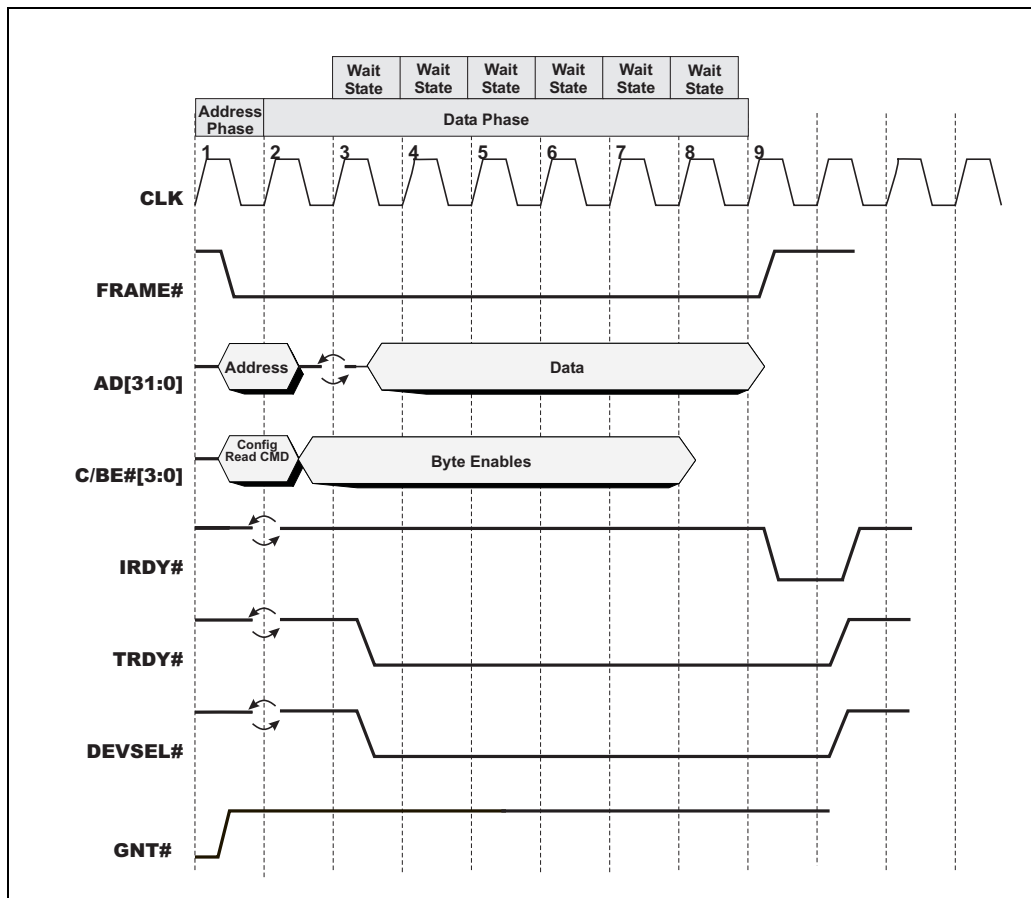 Wait State
Wait State
Wait State
Wait State
Wait State
Wait State
Address Phase
Data Phase
1 2 3 4 5 6 7 8 9
CLK
FRAME#
AD[31:0]
Address
Data
C/BE#[3:0]
Config Read CMD
Byte Enables
IRDY#
TRDY#
DEVSEL#
GNT#